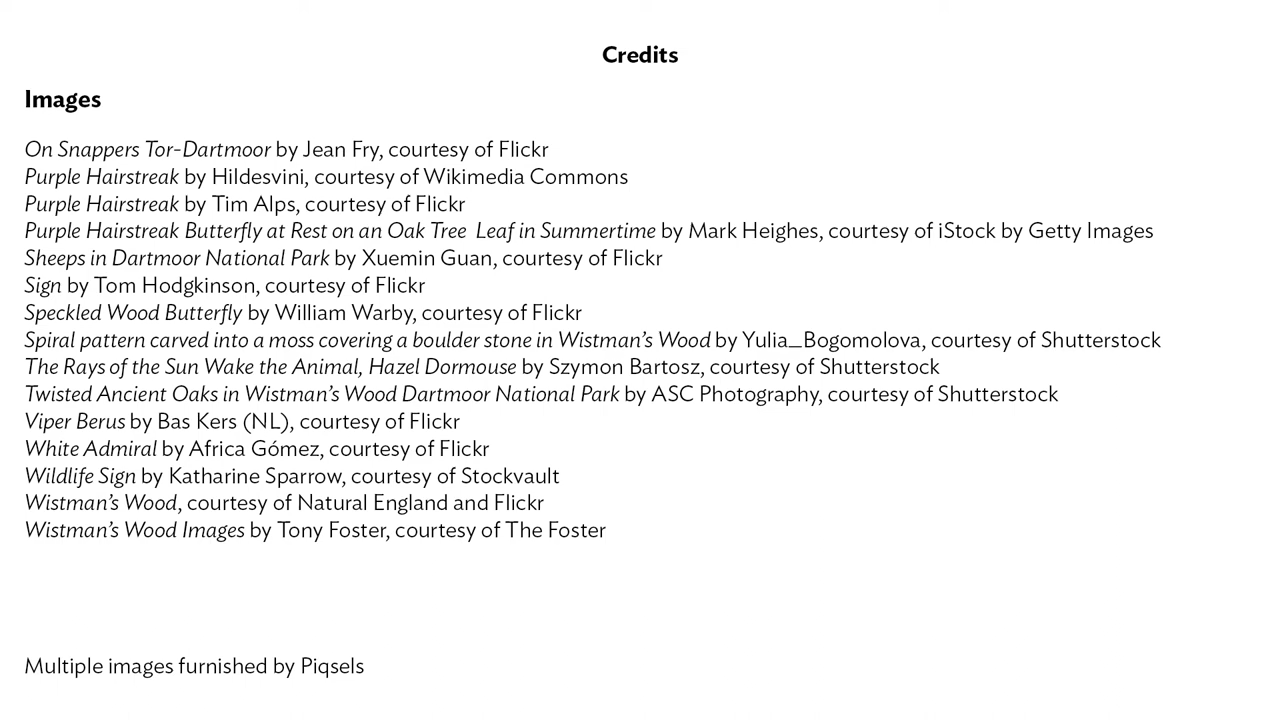 Credits
Images
On Snappers Tor-Dartmoor by Jean Fry, courtesy of Flickr
Purple Hairstreak by Hildesvini, courtesy of Wikimedia Commons
Purple Hairstreak by Tim Alps, courtesy of Flickr
Purple Hairstreak Butterfly at Rest on an Oak Tree  Leaf in Summertime by Mark Heighes, courtesy of iStock by Getty Images
Sheeps in Dartmoor National Park by Xuemin Guan, courtesy of Flickr
Sign by Tom Hodgkinson, courtesy of Flickr
Speckled Wood Butterfly by William Warby, courtesy of Flickr
Spiral pattern carved into a moss covering a boulder stone in Wistman’s Wood by Yulia_Bogomolova, courtesy of Shutterstock
The Rays of the Sun Wake the Animal, Hazel Dormouse by Szymon Bartosz, courtesy of Shutterstock
Twisted Ancient Oaks in Wistman’s Wood Dartmoor National Park by ASC Photography, courtesy of Shutterstock
Viper Berus by Bas Kers (NL), courtesy of Flickr
White Admiral by Africa Gómez, courtesy of Flickr
Wildlife Sign by Katharine Sparrow, courtesy of Stockvault
Wistman’s Wood, courtesy of Natural England and Flickr
Wistman’s Wood Images by Tony Foster, courtesy of The Foster
Multiple images furnished by Piqsels